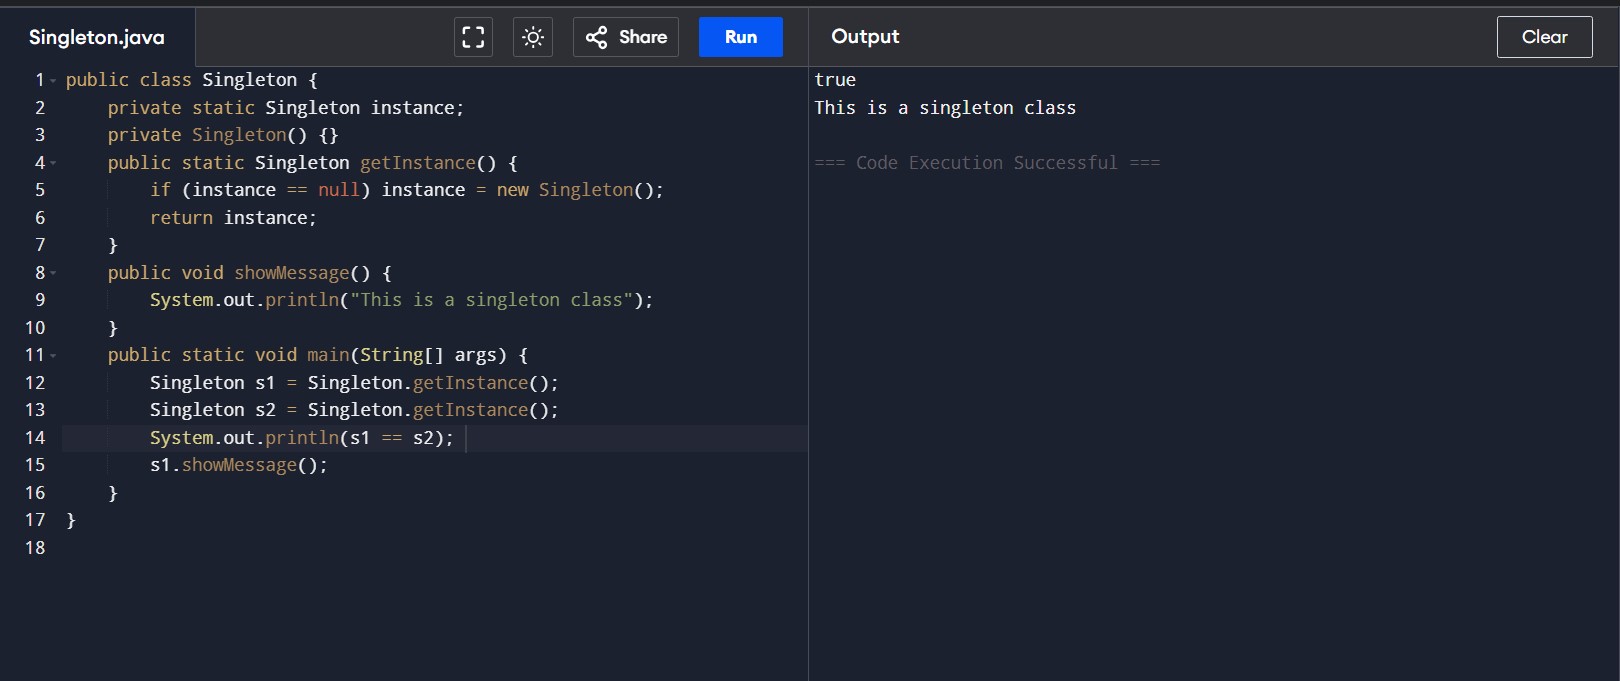 Singleton.java
Share
Run
Output
Clear
1 public class Singleton {
2     private static Singleton instance;
3     private Singleton() {}
4     public static Singleton getInstance() {
5         if (instance == null) instance = new Singleton();
6         return instance;
7     }
8     public void showMessage() {
9         System.out.println("This is a singleton class");
10     }
11     public static void main(String[] args) {
12         Singleton s1 = Singleton.getInstance();
13         Singleton s2 = Singleton.getInstance();
14         System.out.println(s1 == s2);
15         s1.showMessage();
16     }
17 }
18
true
This is a singleton class
=== Code Execution Successful ===